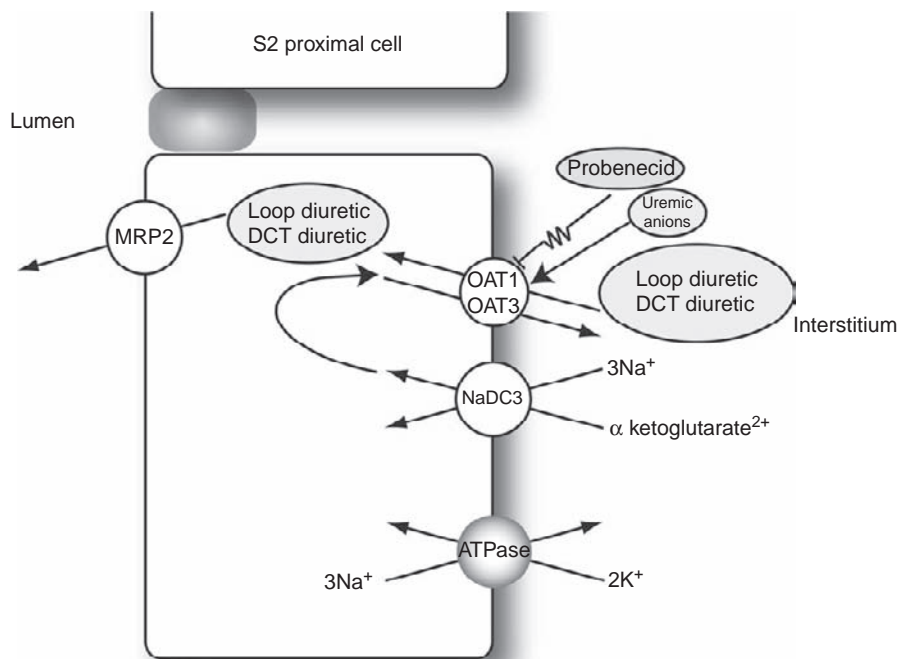 S2 proximal cell
Lumen
Probenecid
Uremic
anions
Loop diuretic
DCT diuretic
MRP2
OAT1
OAT3
Loop diuretic
DCT diuretic
Interstitium
NaDC3
3Na⁺
α ketoglutarate²⁺
ATPase
3Na⁺
2K⁺